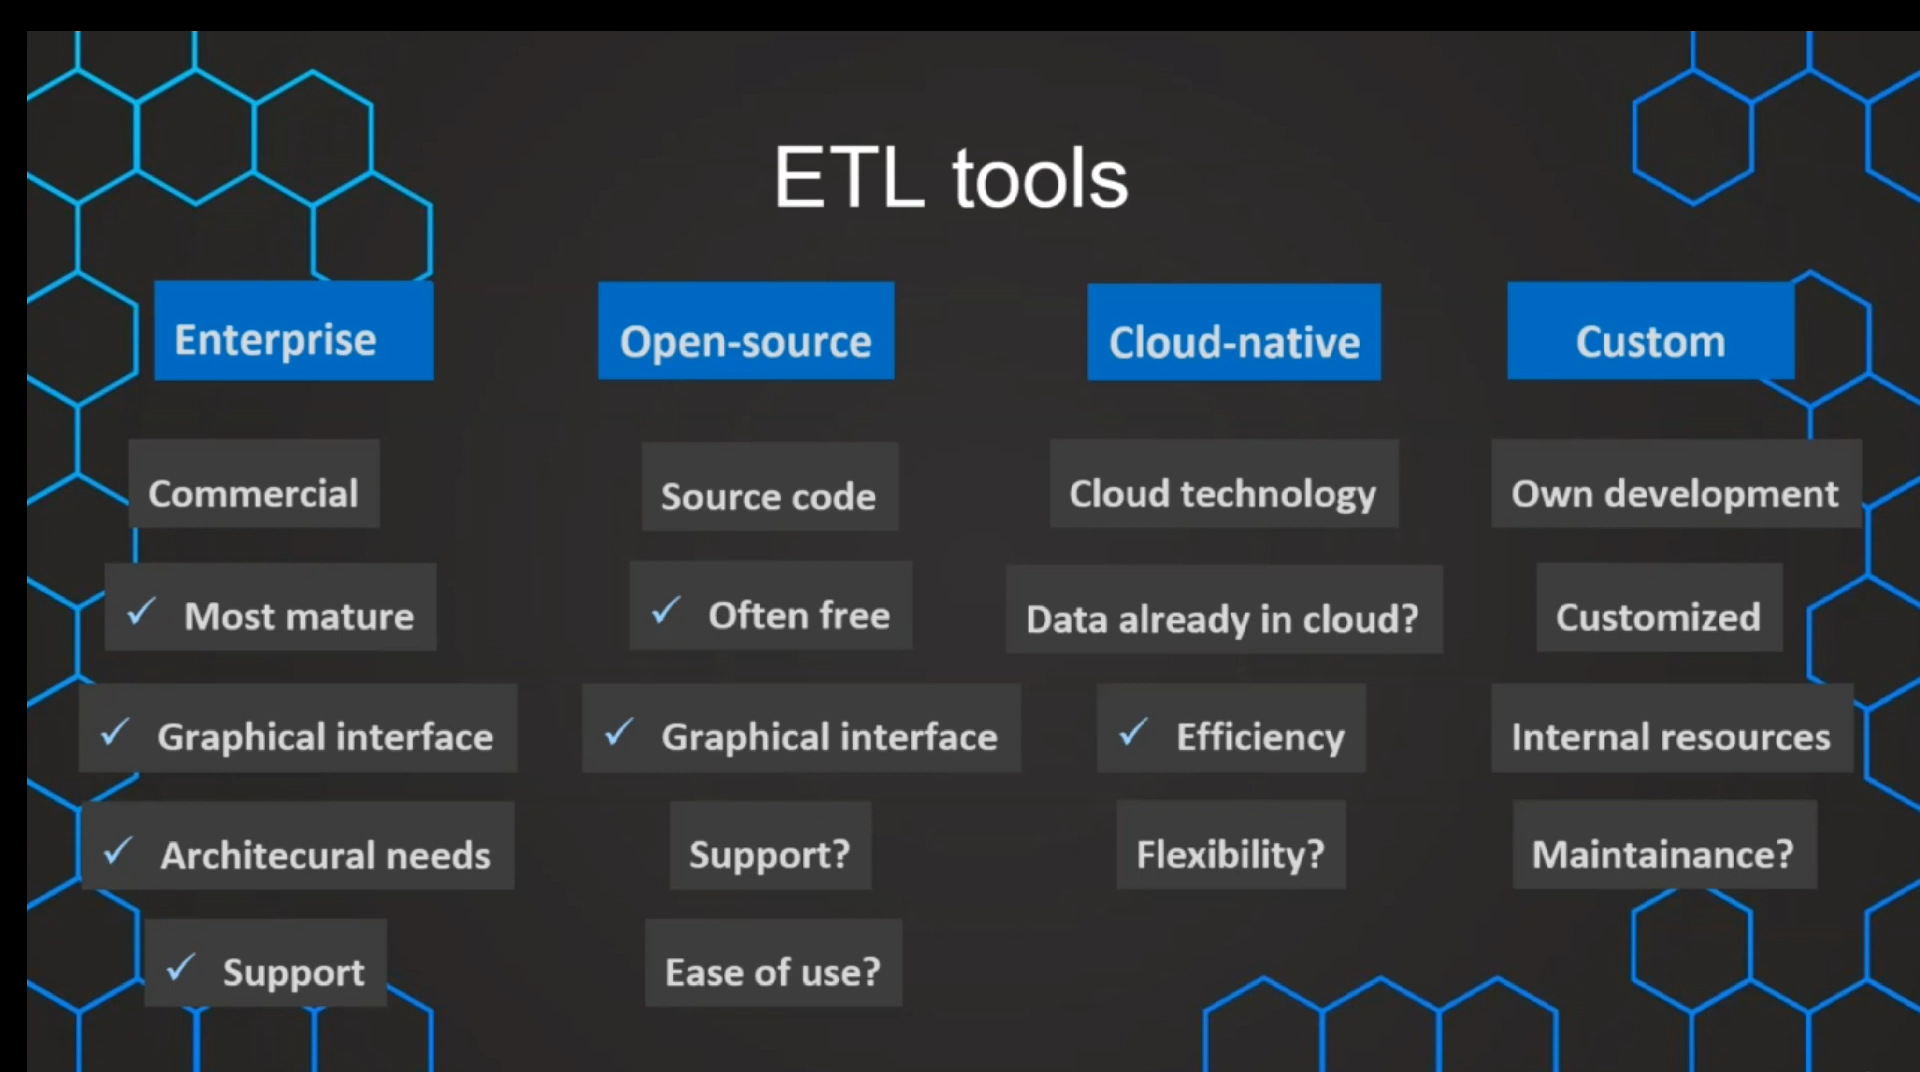 ETL tools
Enterprise
Commercial
✓ Most mature
✓ Graphical interface
✓ Architecural needs
✓ Support
Open-source
Source code
✓ Often free
✓ Graphical interface
Support?
Ease of use?
Cloud-native
Cloud technology
Data already in cloud?
✓ Efficiency
Flexibility?
Custom
Own development
Customized
Internal resources
Maintainance?